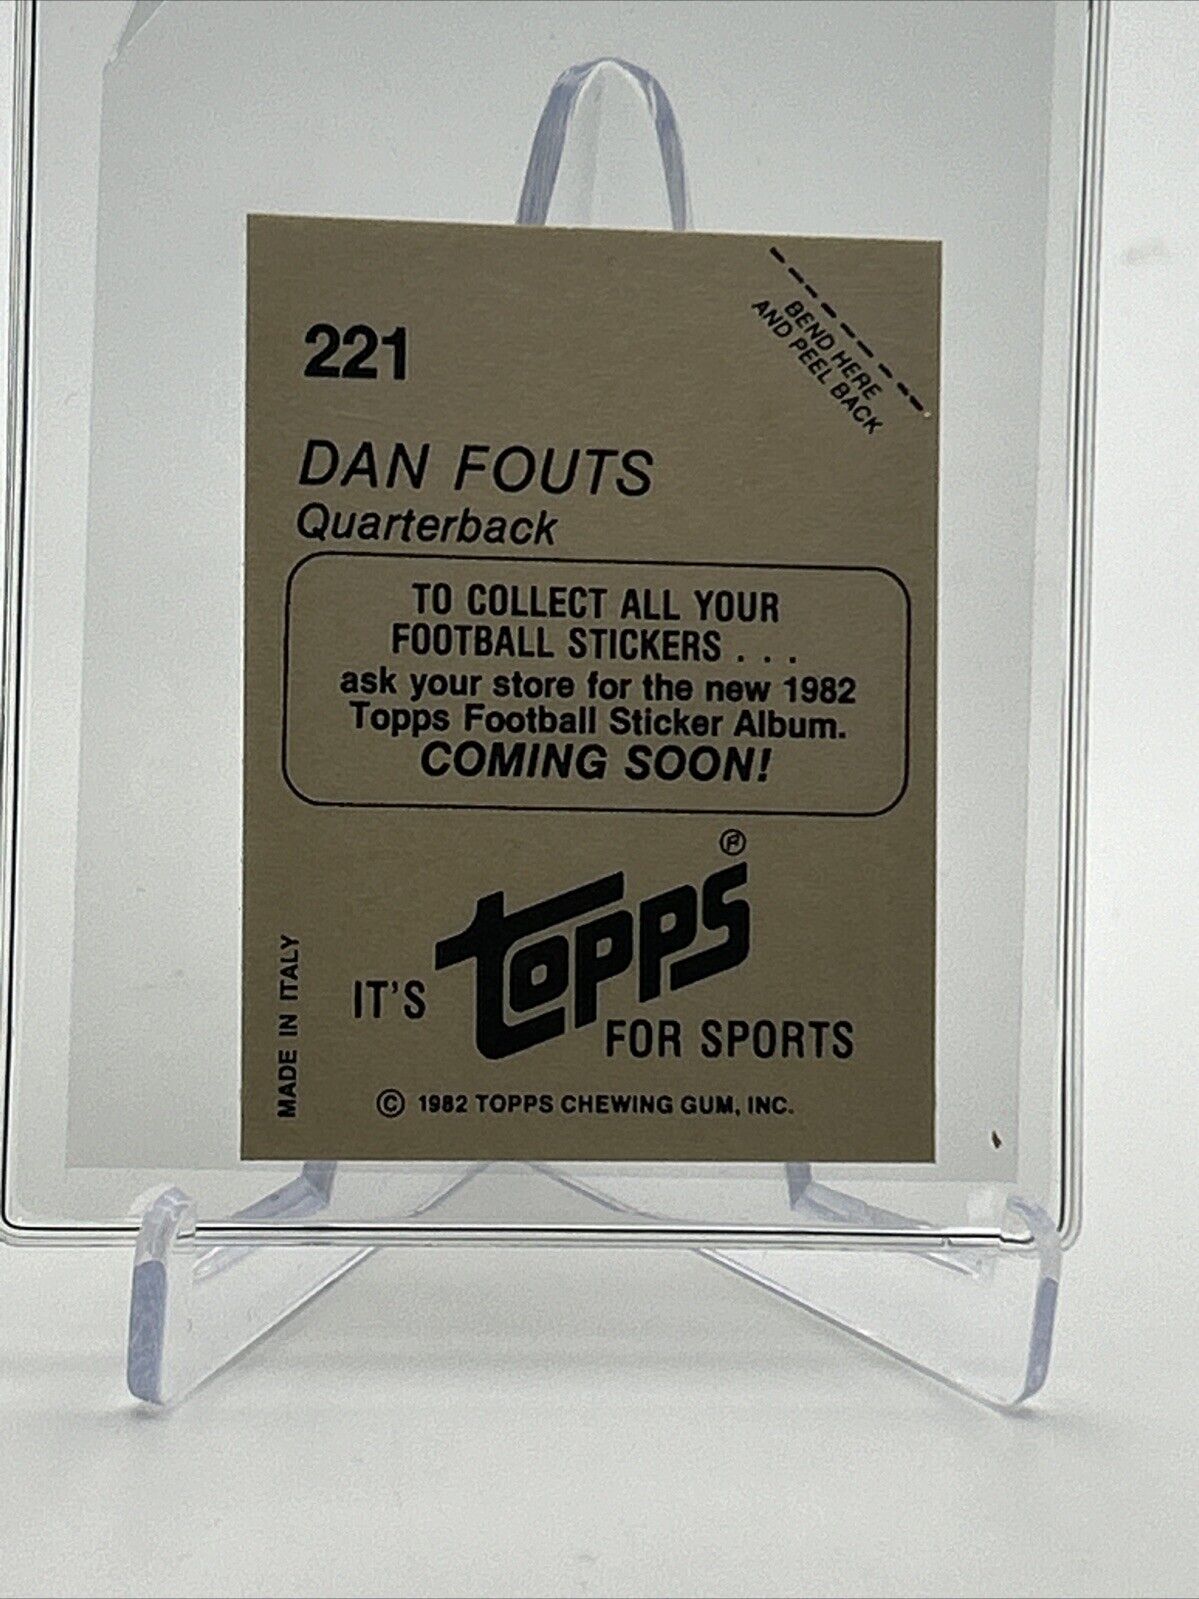 221
BEND HERE
AND PEEL BACK
DAN FOUTS
Quarterback
TO COLLECT ALL YOUR
FOOTBALL STICKERS . . .
ask your store for the new 1982
Topps Football Sticker Album.
COMING SOON!
IT'S TOPPS® FOR SPORTS
MADE IN ITALY
© 1982 TOPPS CHEWING GUM, INC.